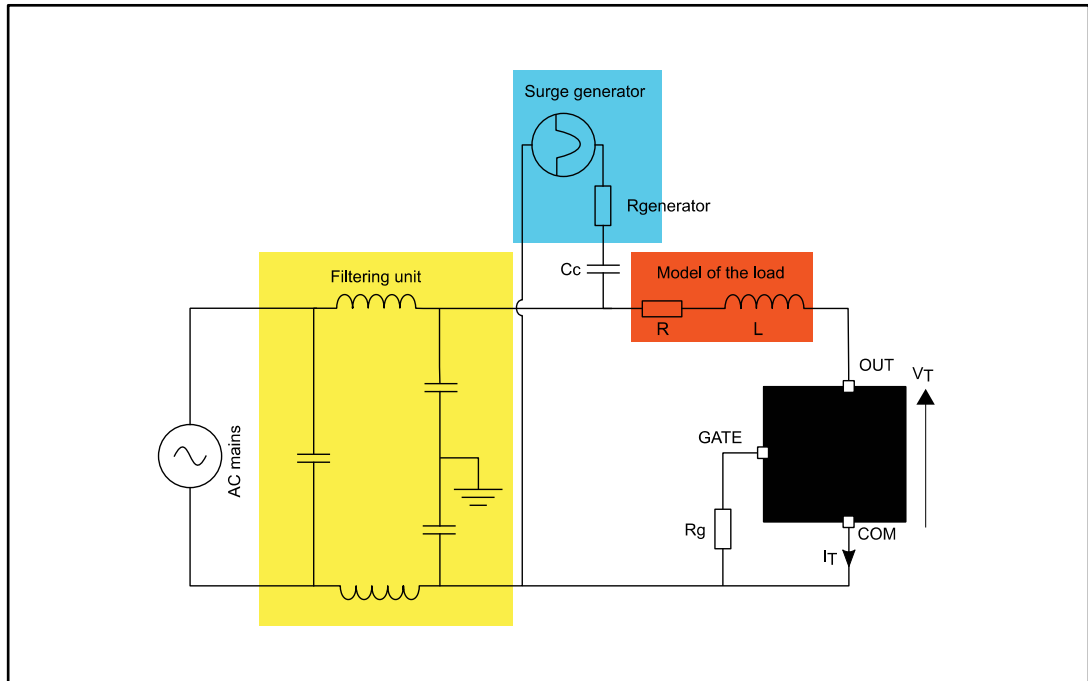 Surge generator
Rgenerator
Cc
Filtering unit
Model of the load
R
L
OUT
VT
GATE
AC mains
Rg
COM
IT